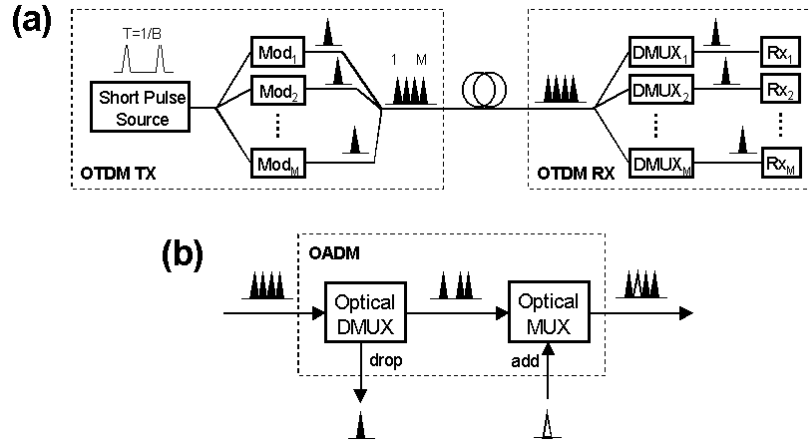 (a)
T=1/B
Short Pulse
Source
Mod1
Mod2
ModM
OTDM TX
1 M
DMUX1
DMUX2
DMUXM
Rx1
Rx2
RxM
OTDM RX
(b)
OADM
Optical
DMUX
Optical
MUX
drop
add